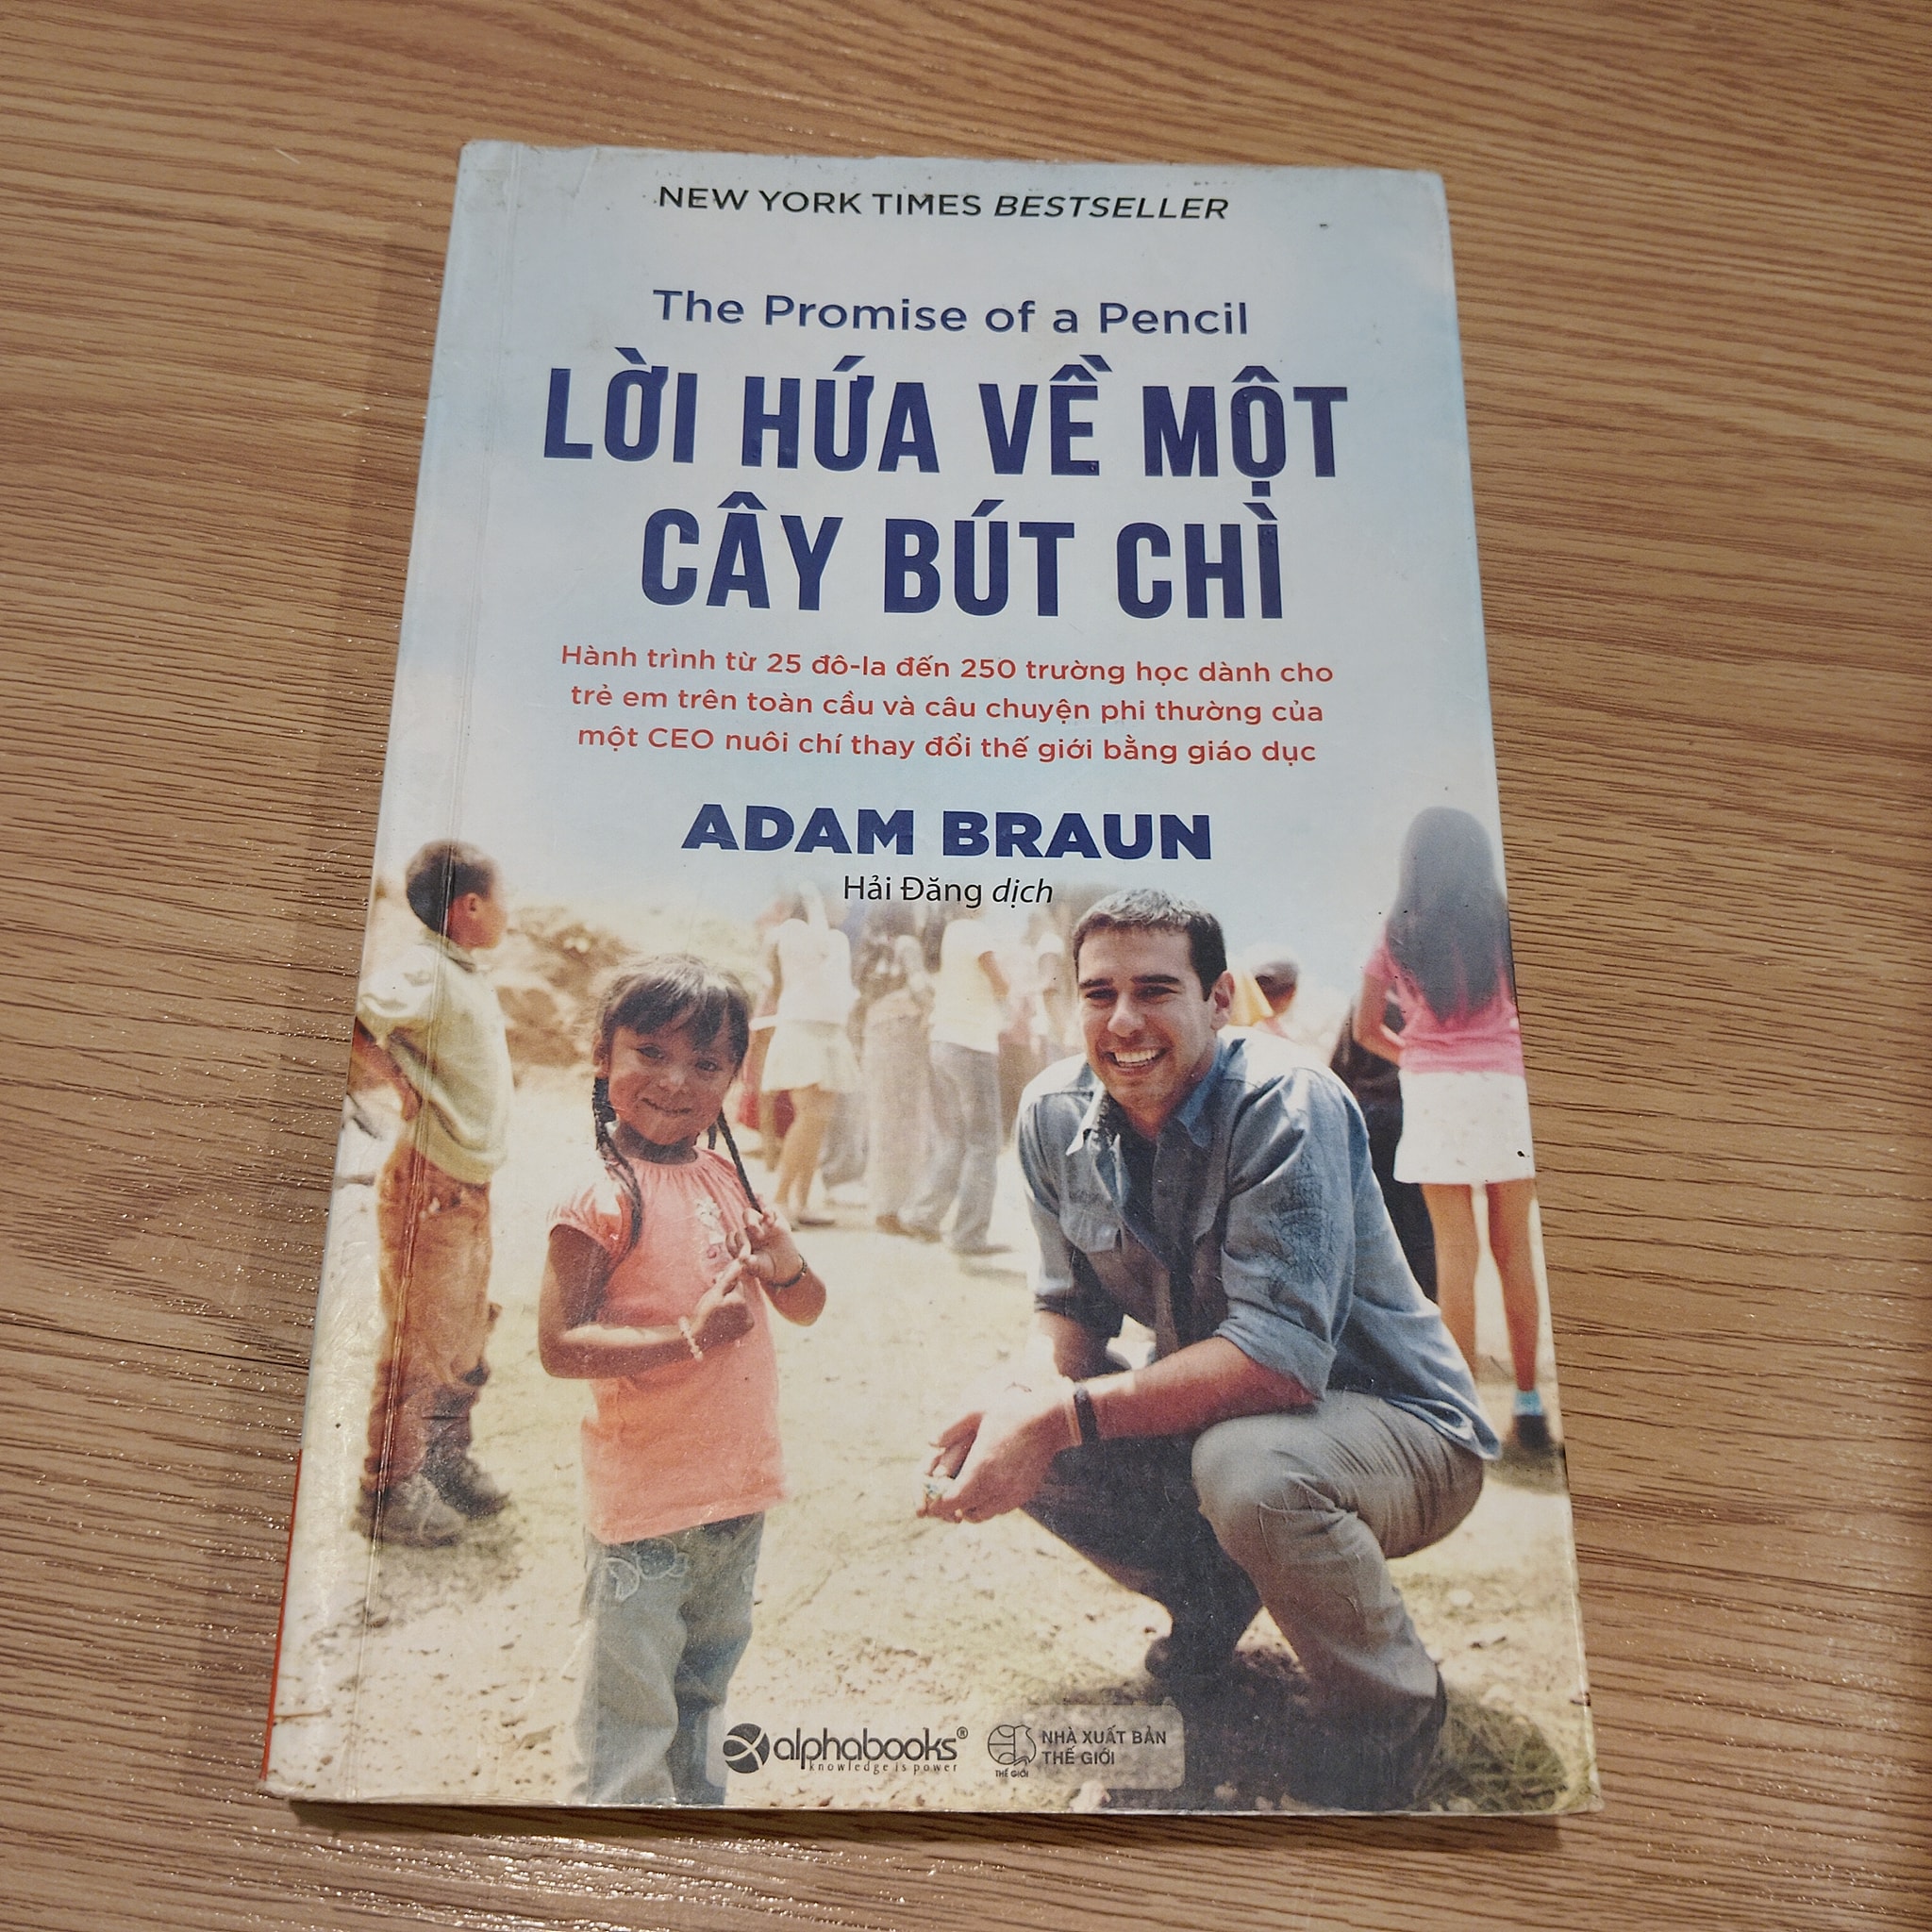 NEW YORK TIMES BESTSELLER
The Promise of a Pencil
LỜI HỨA VỀ MỘT
CÂY BÚT CHÌ
Hành trình từ 25 đô-la đến 250 trường học dành cho
trẻ em trên toàn cầu và câu chuyện phi thường của
một CEO nuôi chí thay đổi thế giới bằng giáo dục
ADAM BRAUN
Hải Đăng dịch
alphabooks®
knowledge is power
THẾ GIỚI
NHÀ XUẤT BẢN
THẾ GIỚI